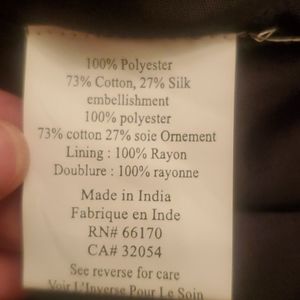 100% Polyester
73% Cotton, 27% Silk
embellishment
100% polyester
73% cotton 27% soie Ornement
Lining : 100% Rayon
Doublure : 100% rayonne
Made in India
Fabrique en Inde
RN# 66170
CA# 32054
See reverse for care
Voir L'Inverse Pour Le Soin